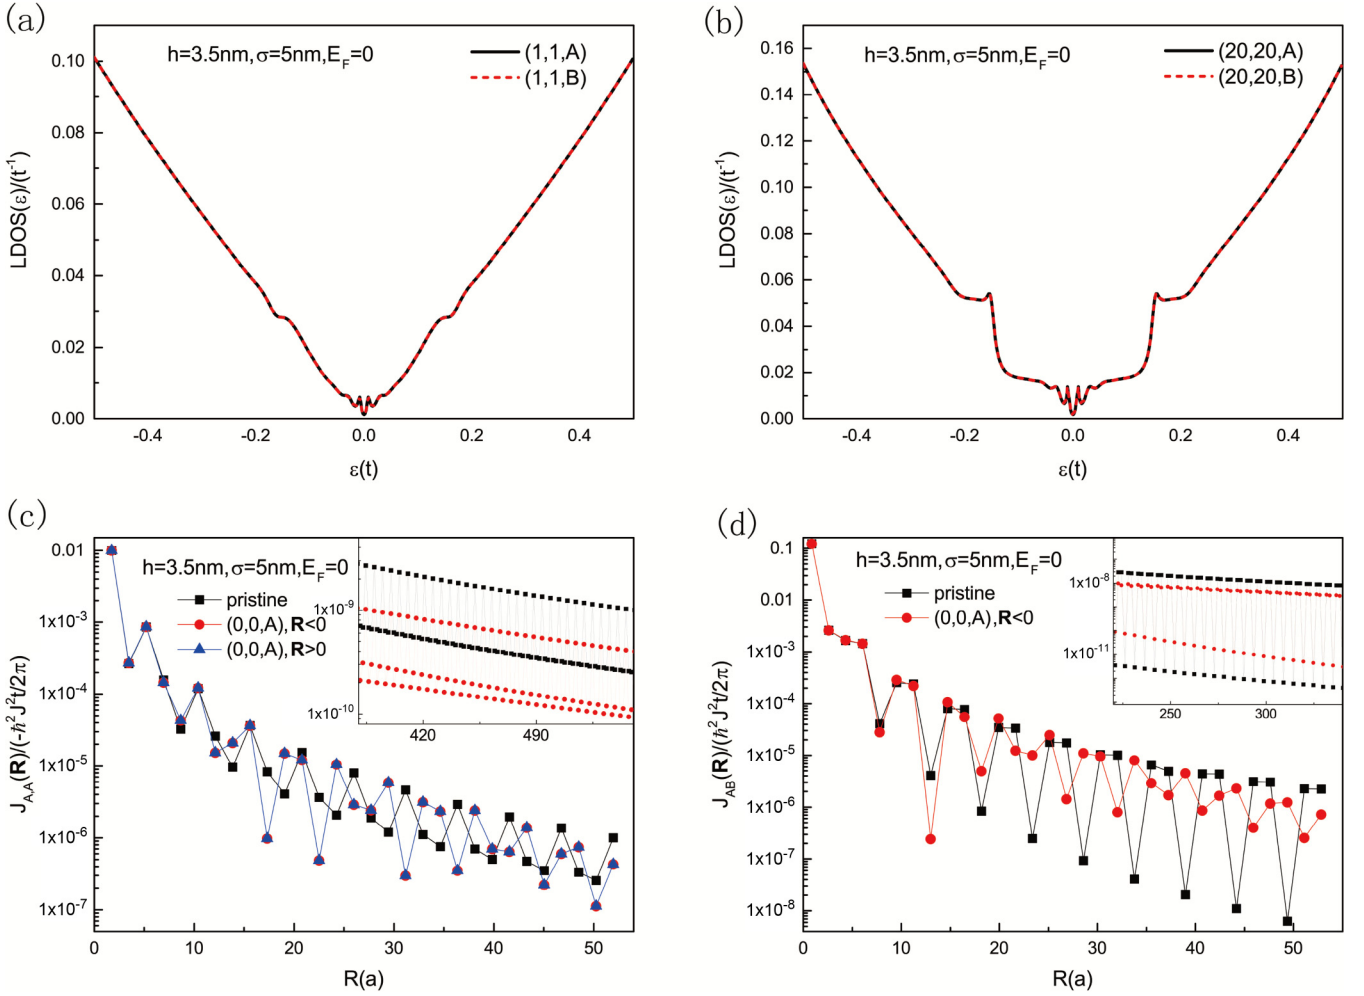 (a)
h=3.5nm, σ=5nm, E_F=0
(1,1,A)
(1,1,B)
LDOS(ε)/(t⁻¹)
0.10
0.08
0.06
0.04
0.02
0.00
-0.4 -0.2 0.0 0.2 0.4
ε(t)
(b)
h=3.5nm, σ=5nm, E_F=0
(20,20,A)
(20,20,B)
LDOS(ε)/(t⁻¹)
0.16
0.14
0.12
0.10
0.08
0.06
0.04
0.02
0.00
-0.4 -0.2 0.0 0.2 0.4
ε(t)
(c)
h=3.5nm, σ=5nm, E_F=0
pristine
(0,0,A), R<0
(0,0,A), R>0
J_{A,A}(R)/(-ħ² J²t/2π)
0.01
1x10⁻³
1x10⁻⁴
1x10⁻⁵
1x10⁻⁶
1x10⁻⁷
0 10 20 30 40 50
R(a)
1x10⁻⁹
1x10⁻¹⁰
420 490
(d)
h=3.5nm, σ=5nm, E_F=0
pristine
(0,0,A), R<0
J_{AB}(R)/(ħ² J²t/2π)
0.1
0.01
1x10⁻³
1x10⁻⁴
1x10⁻⁵
1x10⁻⁶
1x10⁻⁷
1x10⁻⁸
0 10 20 30 40 50
R(a)
1x10⁻⁸
1x10⁻¹¹
250 300